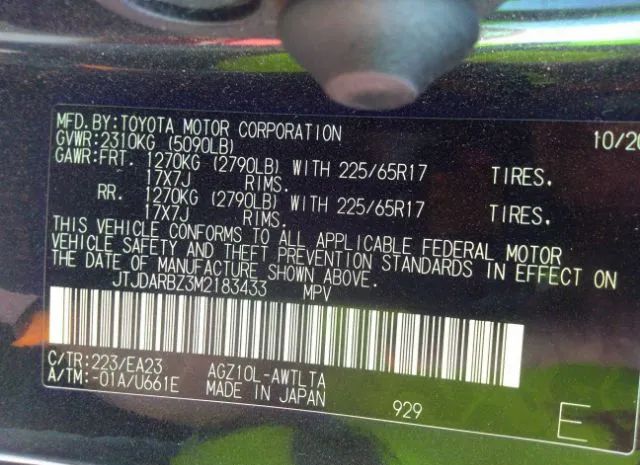 MFD.BY:TOYOTA MOTOR CORPORATION 10/20
GVWR:2310KG (5090LB)
GAWR:FRT. 1270KG (2790LB) WITH 225/65R17 TIRES.
17X7J RIMS.
RR. 1270KG (2790LB) WITH 225/65R17 TIRES.
17X7J RIMS.
THIS VEHICLE CONFORMS TO ALL APPLICABLE FEDERAL MOTOR
VEHICLE SAFETY AND THEFT PREVENTION STANDARDS IN EFFECT ON
THE DATE OF MANUFACTURE SHOWN ABOVE.
JTJDARBZ3M2183433 MPV
C/TR:223/EA23 AGZ10L-AWTLTA
A/TM:-01A/U661E MADE IN JAPAN 929 E